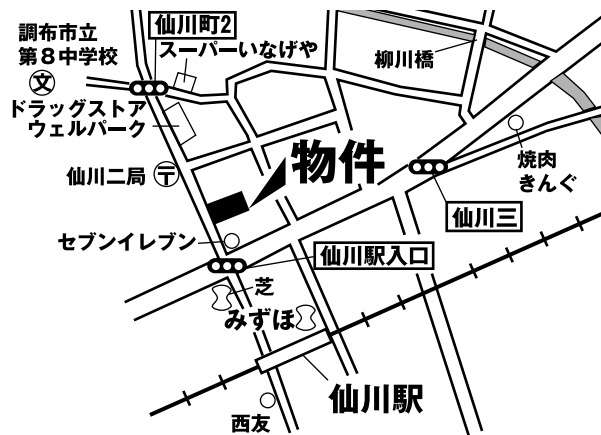 仙川町2
調布市立
第８中学校
文
スーパーいなげや
柳川橋
ドラッグストア
ウェルパーク
物件
焼肉
きんぐ
仙川二局
〒
仙川三
セブンイレブン
仙川駅入口
芝
みずほ
仙川駅
西友